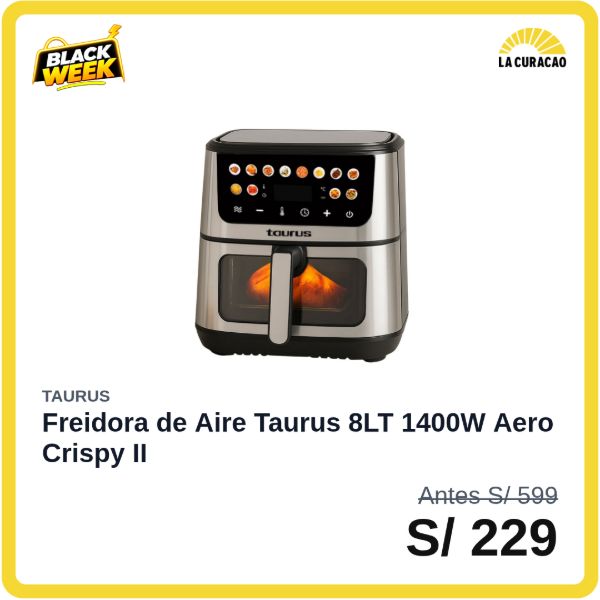 BLACK
WEEK
LA CURACAO
taurus
TAURUS
Freidora de Aire Taurus 8LT 1400W Aero
Crispy II
Antes S/ 599
S/ 229